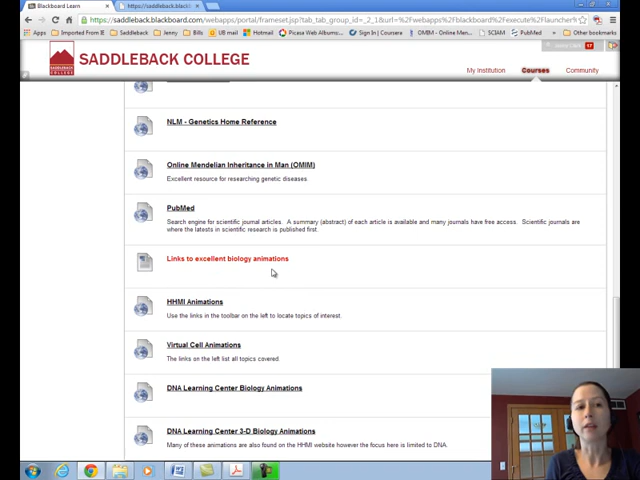 Blackboard Learn
https://saddleback.blackbo
https://saddleback.blackboard.com/webapps/portal/frameset.jsp?tab_tab_group_id=_2_1&url=%2Fwebapps%2Fblackboard%2Fexecute%2Flauncher
Apps
Imported From IE
Saddleback
Jenny
Bills
UB mail
Hotmail
Picasa Web Albums:
Sign In | Coursera
OMIM - Online Men...
SCIAM
PubMed
Other bookmarks
SADDLEBACK COLLEGE
17
My Institution
Courses
Community
NLM - Genetics Home Reference
Online Mendelian Inheritance in Man (OMIM)
Excellent resource for researching genetic diseases.
PubMed
Search engine for scientific journal articles. A summary (abstract) of each article is available and many journals have free access. Scientific journals are
where the latests in scientific research is published first.
Links to excellent biology animations
HHMI Animations
Use the links in the toolbar on the left to locate topics of interest.
Virtual Cell Animations
The links on the left list all topics covered.
DNA Learning Center Biology Animations
DNA Learning Center 3-D Biology Animations
Many of these animations are also found on the HHMI website however the focus here is limited to DNA